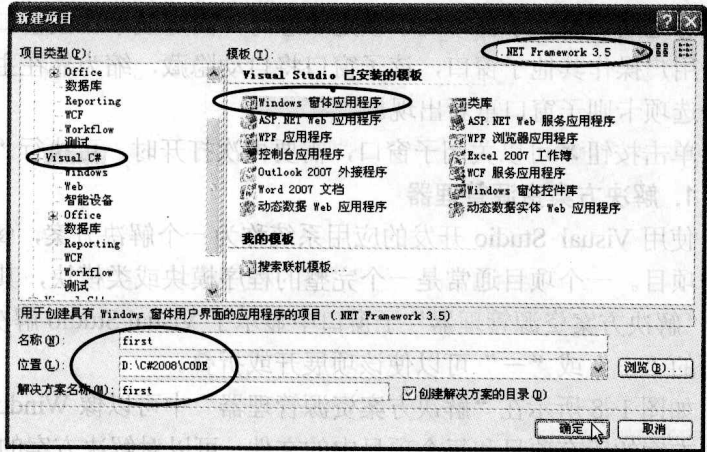 新建项目
项目类型(P):
模板(T):
.NET Framework 3.5
Office
数据库
Reporting
WCF
Workflow
测试
Visual C#
Windows
Web
智能设备
Office
数据库
Reporting
WCF
Workflow
测试
Visual Studio 已安装的模板
Windows 窗体应用程序
ASP.NET Web 应用程序
WPF 应用程序
控制台应用程序
Outlook 2007 外接程序
Word 2007 文档
动态数据 Web 应用程序
类库
ASP.NET Web 服务应用程序
WPF 浏览器应用程序
Excel 2007 工作簿
WCF 服务应用程序
Windows 窗体控件库
动态数据实体 Web 应用程序
我的模板
搜索联机模板...
用于创建具有 Windows 窗体用户界面的应用程序的项目 (.NET Framework 3.5)
名称(N):
first
位置(L):
D:\C#2008\CODE
浏览(B)...
解决方案名称(M):
first
创建解决方案的目录(D)
确定
取消